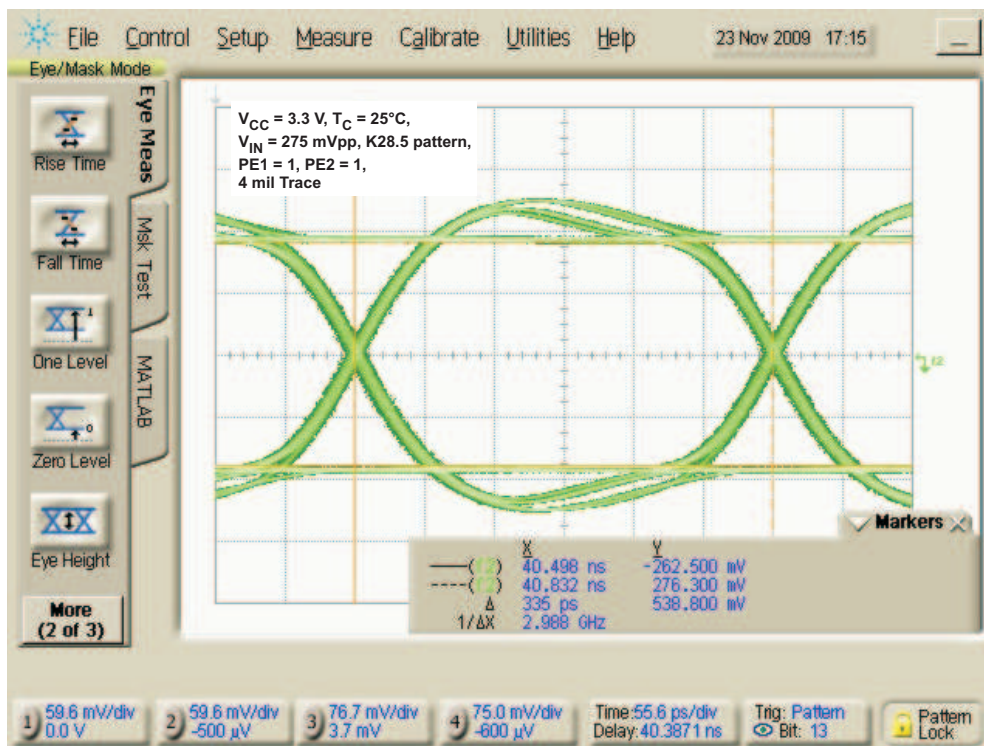 File Control Setup Measure Calibrate Utilities Help 23 Nov 2009 17:15
Eye/Mask Mode
Eye Meas
Msk Test
MATLAB
Rise Time
Fall Time
One Level
Zero Level
Eye Height
More
(2 of 3)
VCC = 3.3 V, TC = 25°C,
VIN = 275 mVpp, K28.5 pattern,
PE1 = 1, PE2 = 1,
4 mil Trace
f2
Markers
X Y
——(f2) 40.498 ns -262.500 mV
----(f2) 40.832 ns 276.300 mV
Δ 335 ps 538.800 mV
1/ΔX 2.988 GHz
1) 59.6 mV/div
0.0 V
2) 59.6 mV/div
-500 µV
3) 76.7 mV/div
3.7 mV
4) 75.0 mV/div
-600 µV
Time:55.6 ps/div
Delay:40.3871 ns
Trig: Pattern
Bit: 13
Pattern
Lock